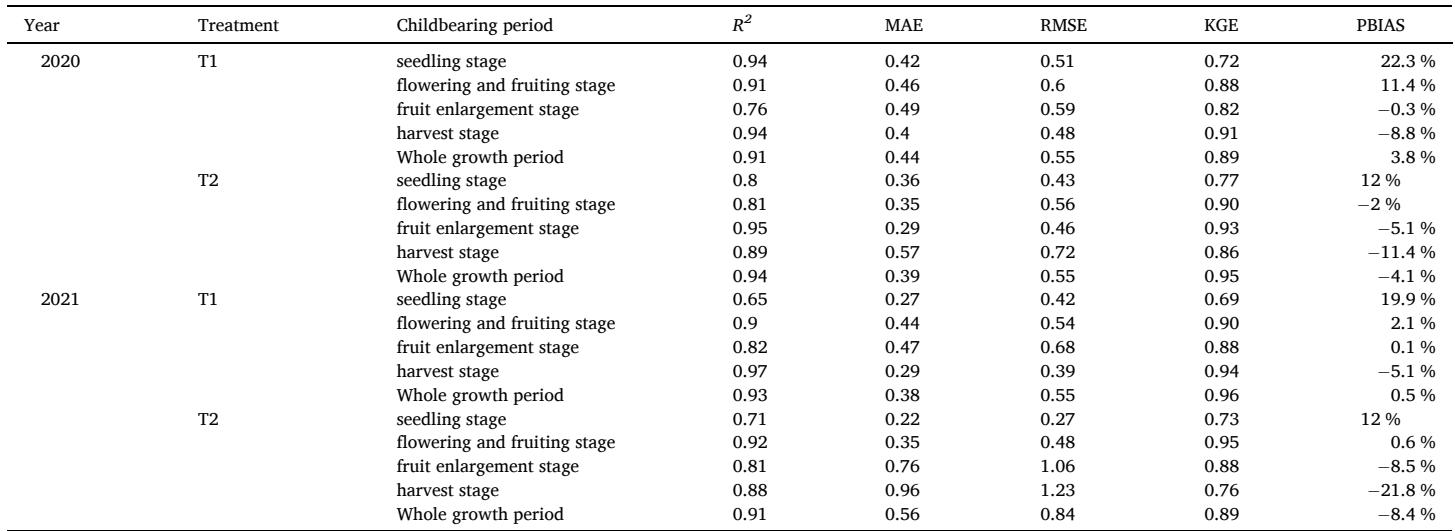 Year Treatment Childbearing period R² MAE RMSE KGE PBIAS
2020 T1 seedling stage 0.94 0.42 0.51 0.72 22.3 %
flowering and fruiting stage 0.91 0.46 0.6 0.88 11.4 %
fruit enlargement stage 0.76 0.49 0.59 0.82 −0.3 %
harvest stage 0.94 0.4 0.48 0.91 −8.8 %
Whole growth period 0.91 0.44 0.55 0.89 3.8 %
T2 seedling stage 0.8 0.36 0.43 0.77 12 %
flowering and fruiting stage 0.81 0.35 0.56 0.90 −2 %
fruit enlargement stage 0.95 0.29 0.46 0.93 −5.1 %
harvest stage 0.89 0.57 0.72 0.86 −11.4 %
Whole growth period 0.94 0.39 0.55 0.95 −4.1 %
2021 T1 seedling stage 0.65 0.27 0.42 0.69 19.9 %
flowering and fruiting stage 0.9 0.44 0.54 0.90 2.1 %
fruit enlargement stage 0.82 0.47 0.68 0.88 0.1 %
harvest stage 0.97 0.29 0.39 0.94 −5.1 %
Whole growth period 0.93 0.38 0.55 0.96 0.5 %
T2 seedling stage 0.71 0.22 0.27 0.73 12 %
flowering and fruiting stage 0.92 0.35 0.48 0.95 0.6 %
fruit enlargement stage 0.81 0.76 1.06 0.88 −8.5 %
harvest stage 0.88 0.96 1.23 0.76 −21.8 %
Whole growth period 0.91 0.56 0.84 0.89 −8.4 %